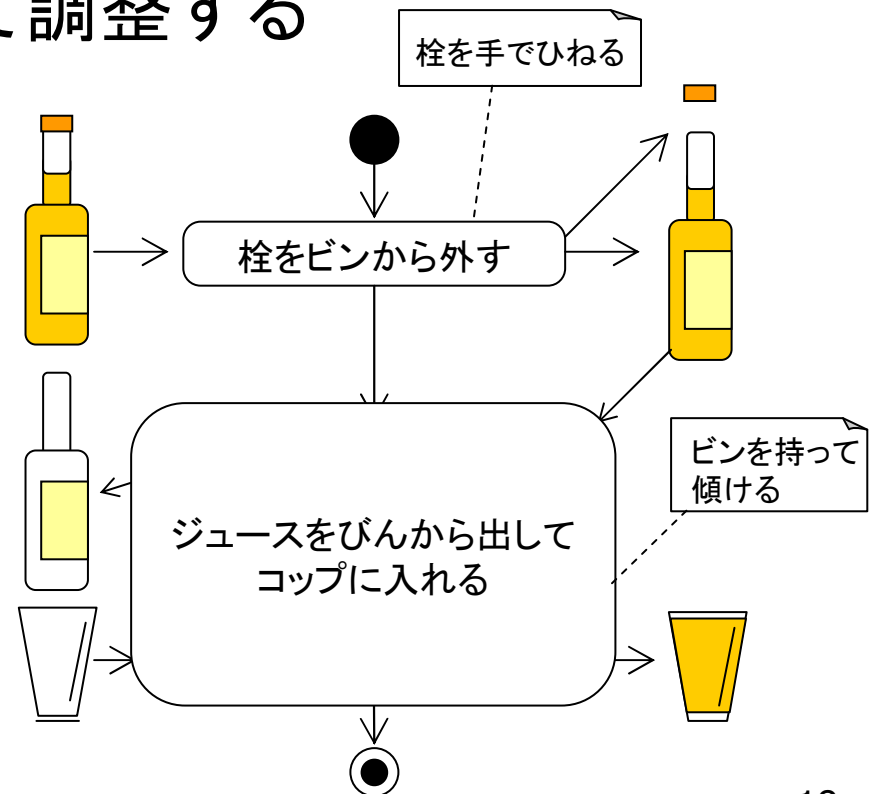 調整する
栓を手でひねる
栓をビンから外す
ビンを持って
傾ける
ジュースをびんから出して
コップに入れる